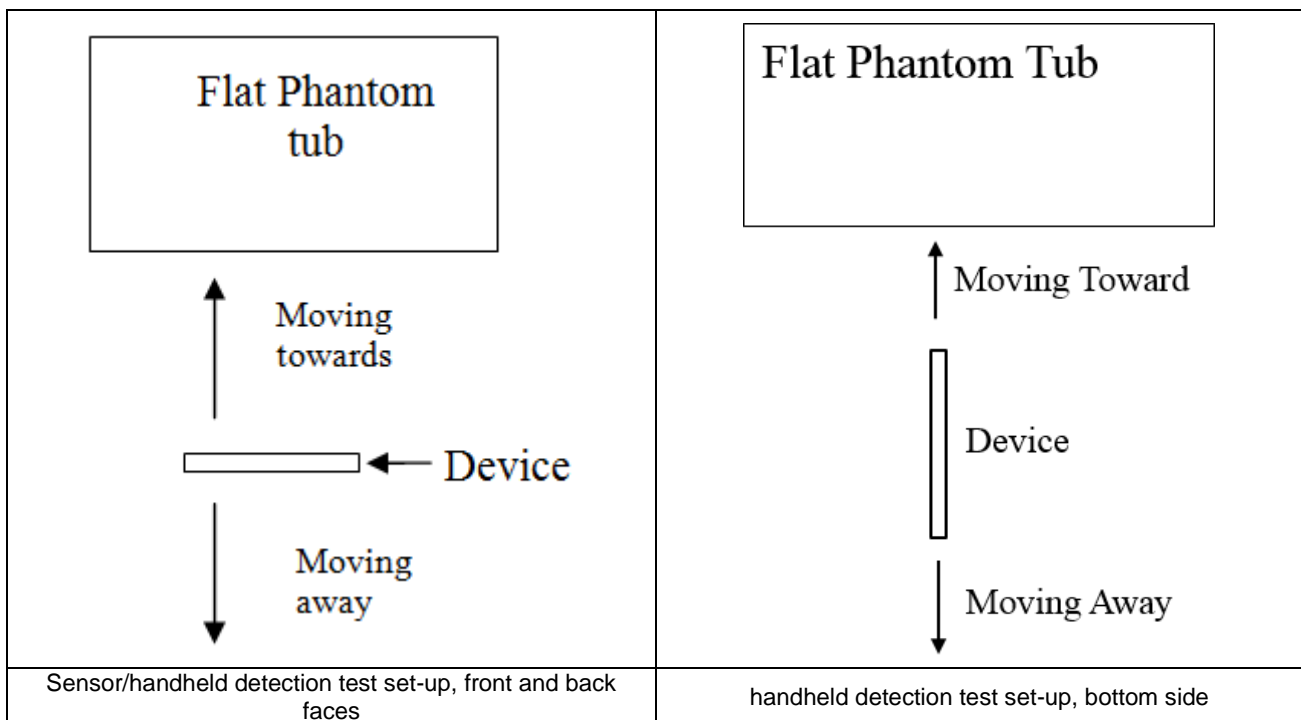 Flat Phantom
tub
Moving
towards
Device
Moving
away
Sensor/handheld detection test set-up, front and back
faces
Flat Phantom Tub
Moving Toward
Device
Moving Away
handheld detection test set-up, bottom side